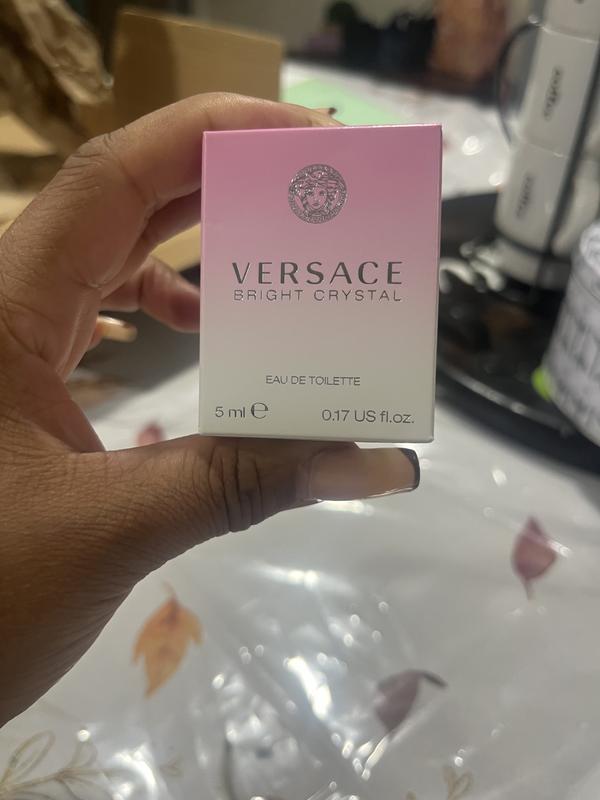 VERSACE
BRIGHT CRYSTAL
EAU DE TOILETTE
5 ml ℮ 0.17 US fl.oz.